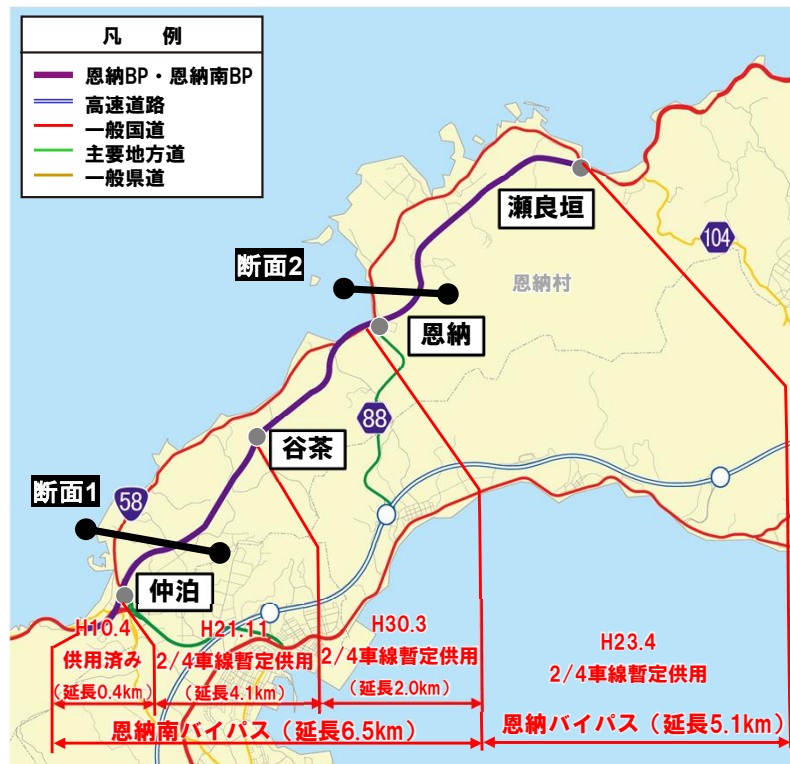 凡　例
恩納BP・恩納南BP
高速道路
一般国道
主要地方道
一般県道
瀬良垣
104
断面2
恩納村
恩納
88
谷茶
断面1
58
仲泊
H10.4
供用済み
(延長0.4km)
H21.11
2/4車線暫定供用
(延長4.1km)
H30.3
2/4車線暫定供用
(延長2.0km)
H23.4
2/4車線暫定供用
恩納南バイパス（延長6.5km）
恩納バイパス（延長5.1km）